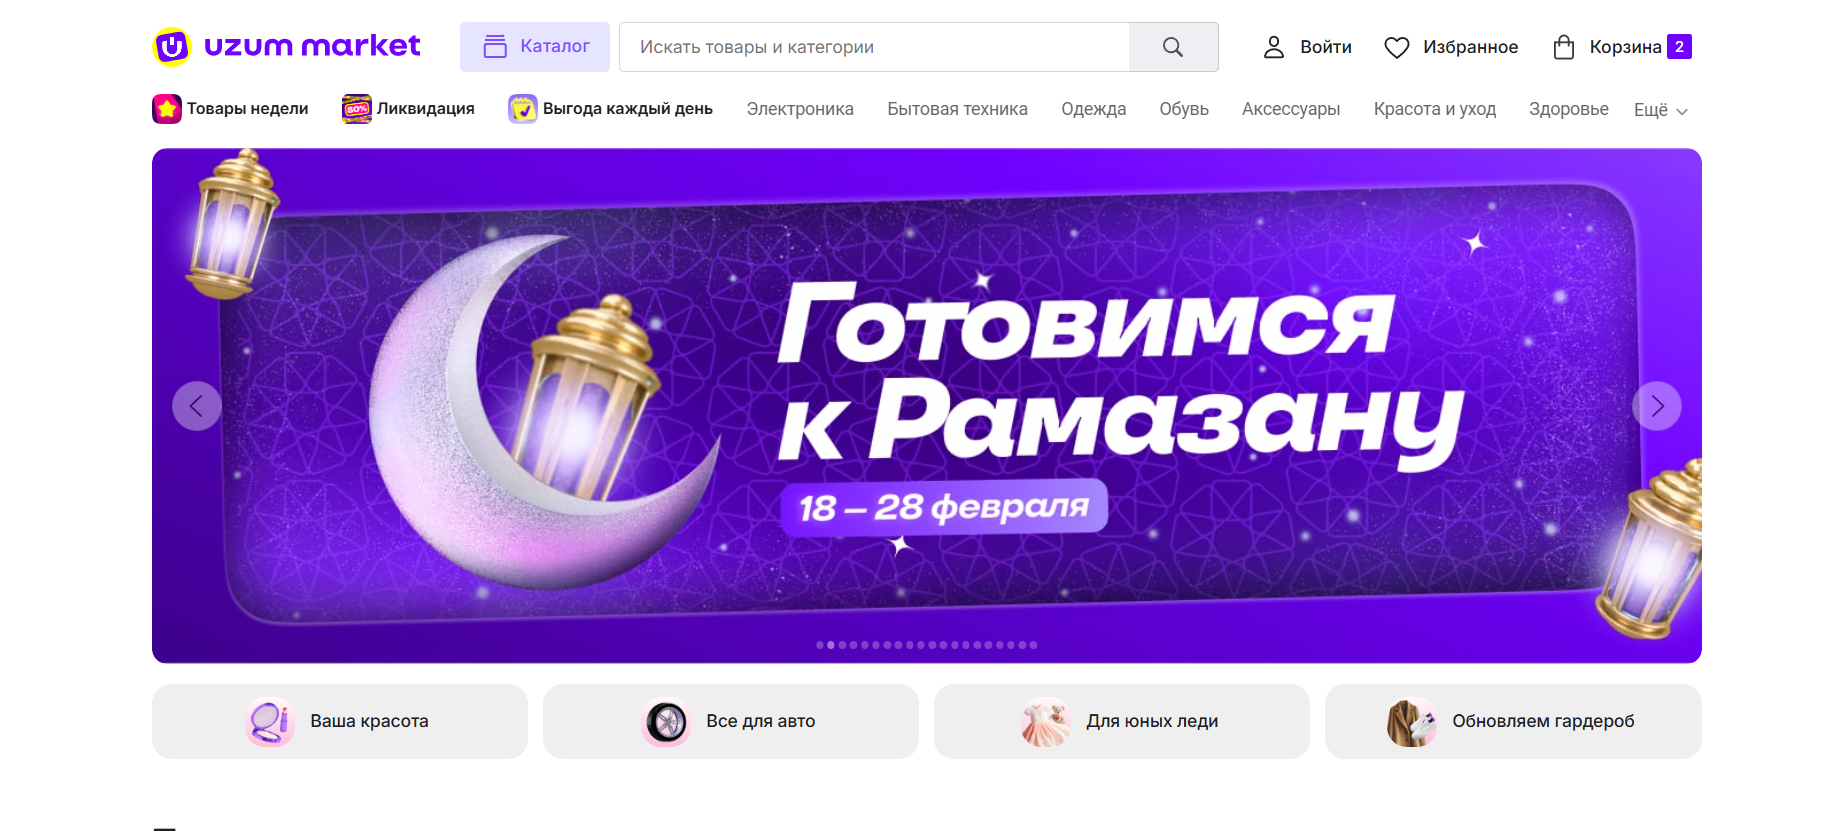 uzum market
Каталог
Искать товары и категории
Войти
Избранное
Корзина 2
Товары недели
80%
Ликвидация
Выгода каждый день
Электроника
Бытовая техника
Одежда
Обувь
Аксессуары
Красота и уход
Здоровье
Ещё
Готовимся
к Рамазану
18 – 28 февраля
Ваша красота
Все для авто
Для юных леди
Обновляем гардероб